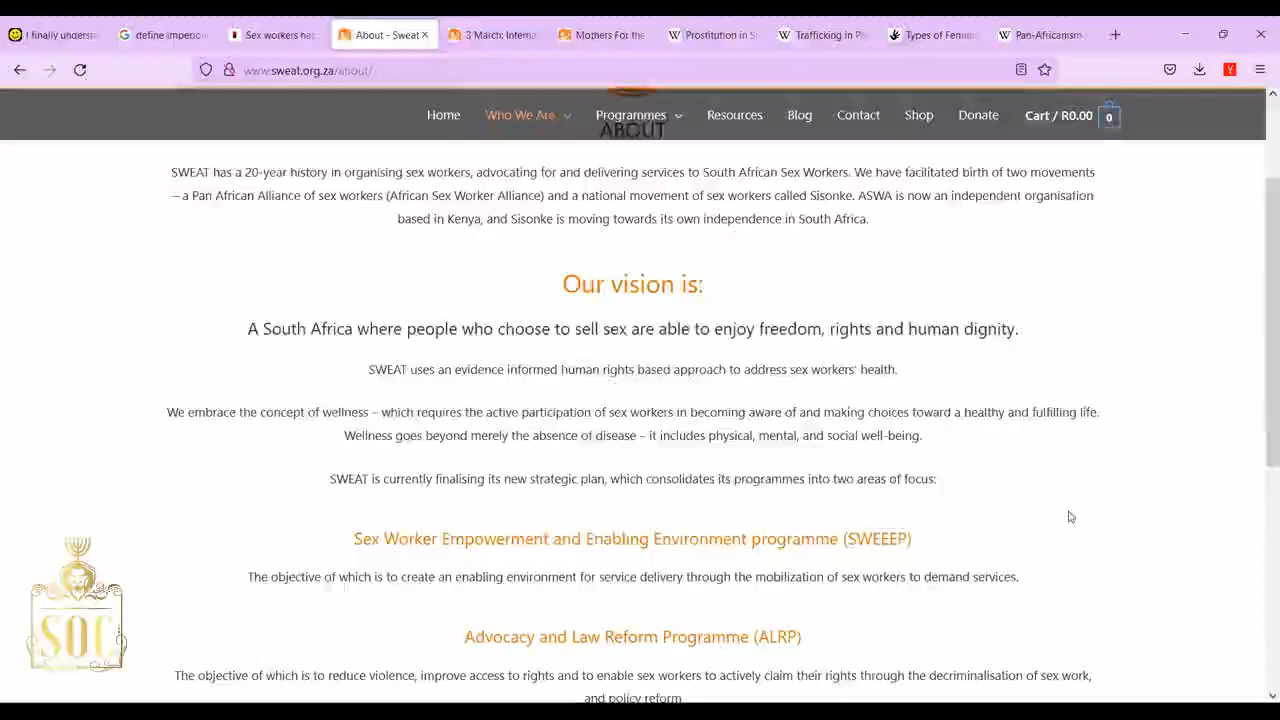 I finally underst
define imperion
Sex workers ha
About - Sweat
3 March: Interna
Mothers For the
Prostitution in S
Trafficking in P
Types of Femin
Pan-Africanism
www.sweat.org.za/about/
Home
Who We Are
Programmes
Resources
Blog
Contact
Shop
Donate
Cart / R0.00
0
ABOUT
SWEAT has a 20-year history in organising sex workers, advocating for and delivering services to South African Sex Workers. We have facilitated birth of two movements
– a Pan African Alliance of sex workers (African Sex Worker Alliance) and a national movement of sex workers called Sisonke. ASWA is now an independent organisation
based in Kenya, and Sisonke is moving towards its own independence in South Africa.
Our vision is:
A South Africa where people who choose to sell sex are able to enjoy freedom, rights and human dignity.
SWEAT uses an evidence informed human rights based approach to address sex workers' health.
We embrace the concept of wellness – which requires the active participation of sex workers in becoming aware of and making choices toward a healthy and fulfilling life.
Wellness goes beyond merely the absence of disease – it includes physical, mental, and social well-being.
SWEAT is currently finalising its new strategic plan, which consolidates its programmes into two areas of focus:
Sex Worker Empowerment and Enabling Environment programme (SWEEEP)
The objective of which is to create an enabling environment for service delivery through the mobilization of sex workers to demand services.
SOC
Advocacy and Law Reform Programme (ALRP)
The objective of which is to reduce violence, improve access to rights and to enable sex workers to actively claim their rights through the decriminalisation of sex work,
and policy reform